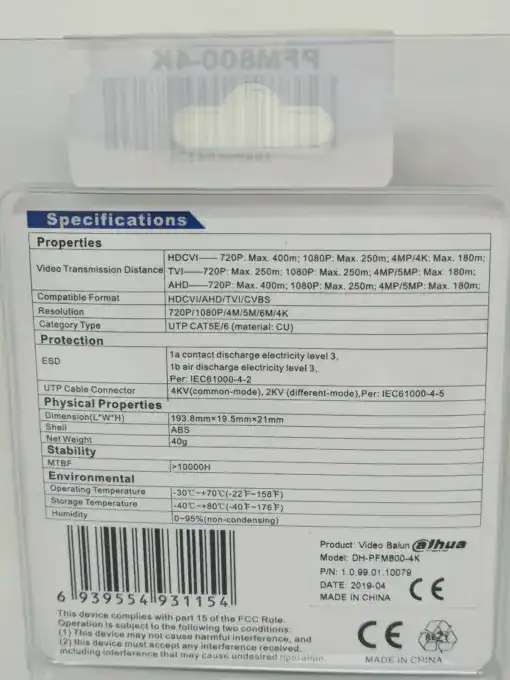 PFM800-4K
Specifications
Properties
Video Transmission Distance
HDCVI—— 720P: Max. 400m; 1080P: Max. 250m; 4MP/4K: Max. 180m;
TVI——720P: Max. 250m; 1080P: Max. 250m; 4MP/5MP: Max: 180m;
AHD——720P: Max. 400m; 1080P: Max. 250m; 4MP/5MP: Max. 180m;
Compatible Format HDCVI/AHD/TVI/CVBS
Resolution 720P/1080P/4M/5M/6M/4K
Category Type UTP CAT5E/6 (material: CU)
Protection
ESD
1a contact discharge electricity level 3,
1b air discharge electricity level 3,
Per: IEC61000-4-2
UTP Cable Connector 4KV(common-mode), 2KV (different-mode),Per: IEC61000-4-5
Physical Properties
Dimension(L*W*H) 193.8mm×19.5mm×21mm
Shell ABS
Net Weight 40g
Stability
MTBF >10000H
Environmental
Operating Temperature -30℃~+70℃(-22℉~158℉)
Storage Temperature -40℃~+80℃(-40℉~176℉)
Humidity 0~95%(non-condensing)
6 939554 931154
Product: Video Balun alhua
Model: DH-PFM800-4K
P/N: 1.0.99.01.10079
DATE: 2019-04
MADE IN CHINA CE
This device complies with part 15 of the FCC Rule.
Operation is subject to the following two conditions:
(1) This device may not cause harmful interference, and
(2) this device must accept any interference received,
including interference that may cause undesired operation
CE
MADE IN CHINA